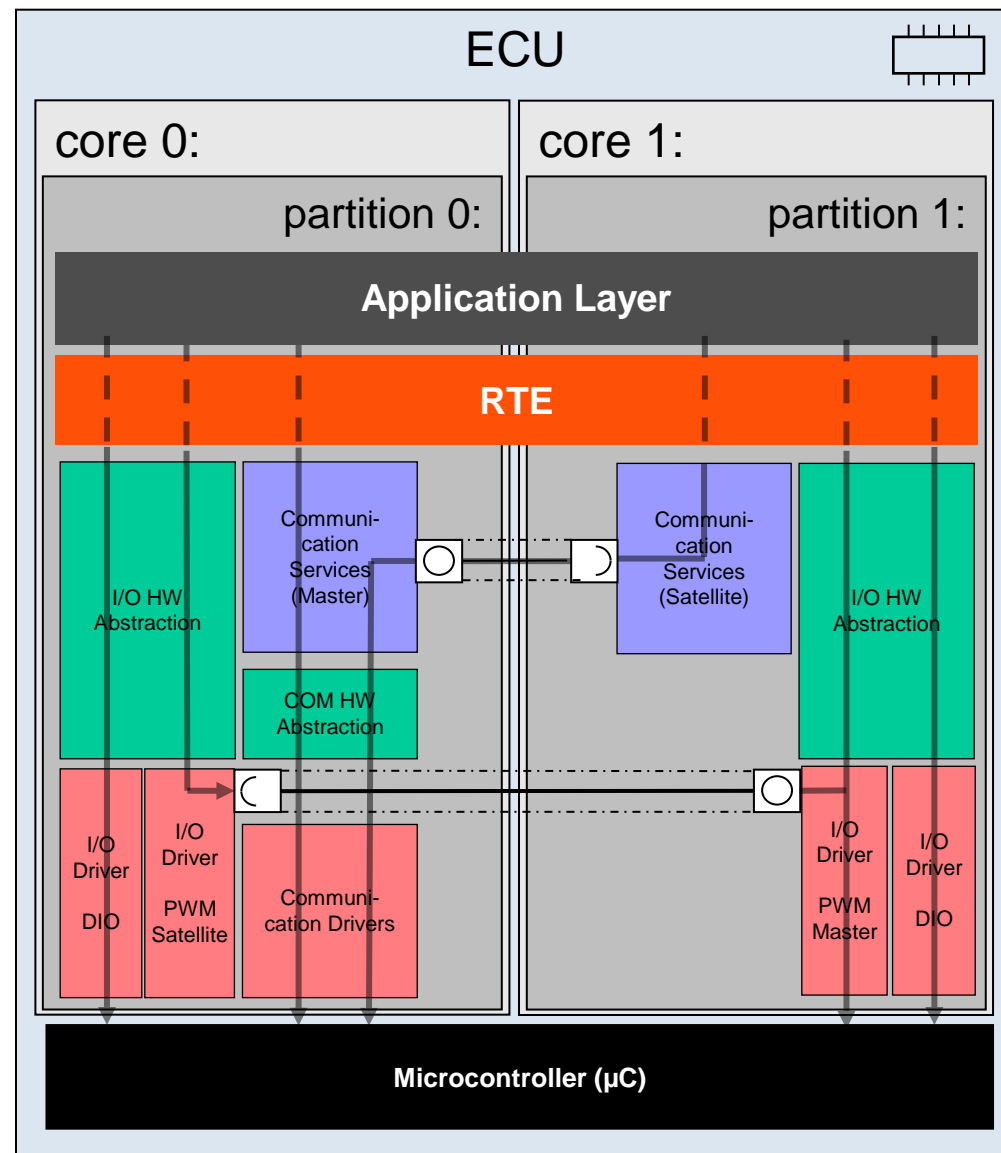 ECU
core 0:
core 1:
partition 0:
partition 1:
Application Layer
RTE
I/O HW
Abstraction
Communi-
cation
Services
(Master)
Communi-
cation
Services
(Satellite)
I/O HW
Abstraction
COM HW
Abstraction
I/O
Driver
DIO
I/O
Driver
PWM
Satellite
Communi-
cation Drivers
I/O
Driver
PWM
Master
I/O
Driver
DIO
Microcontroller (µC)